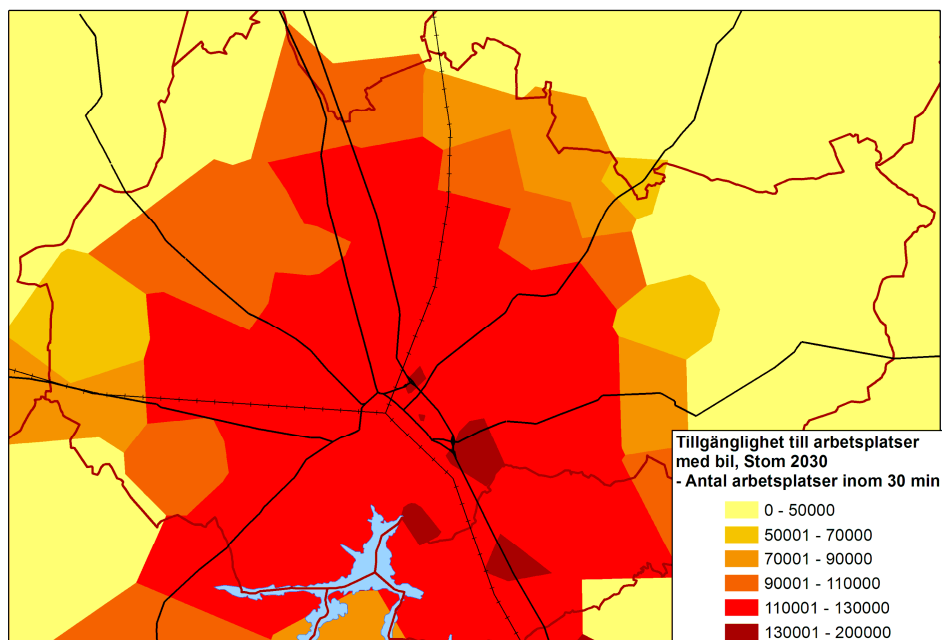 Tillgänglighet till arbetsplatser
med bil, Stom 2030
- Antal arbetsplatser inom 30 min
0 - 50000
50001 - 70000
70001 - 90000
90001 - 110000
110001 - 130000
130001 - 200000